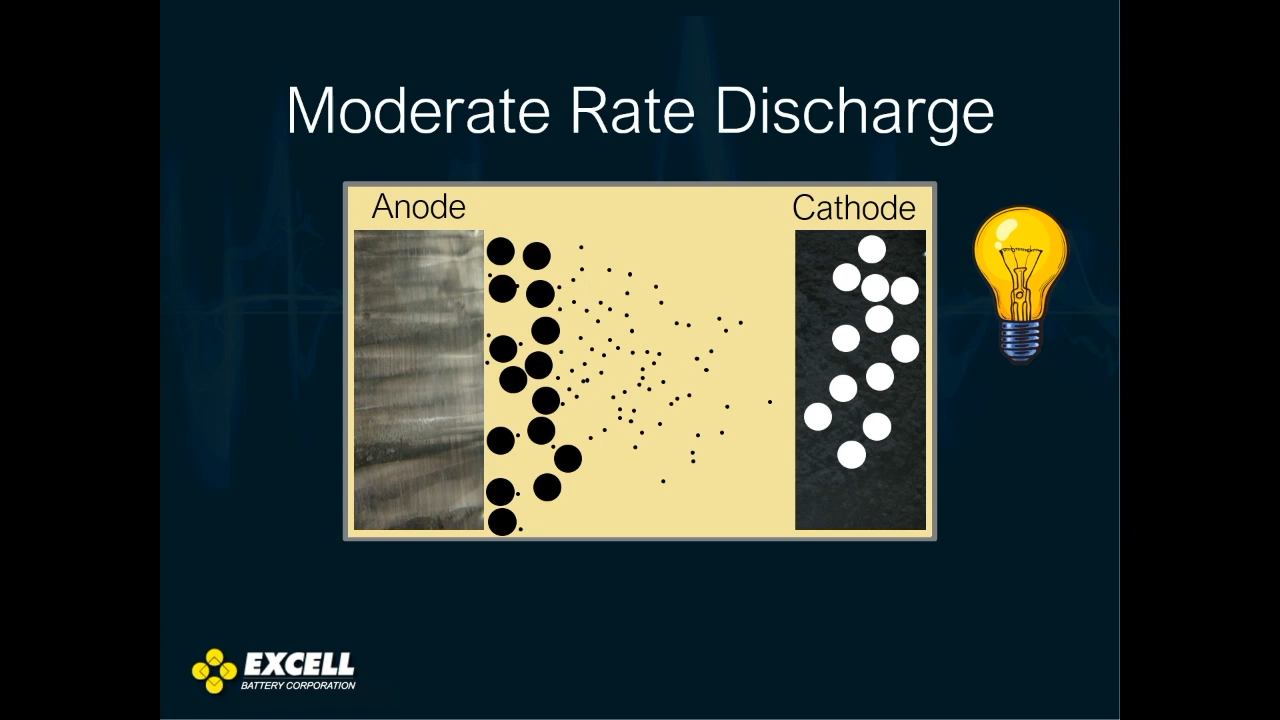 Moderate Rate Discharge
Anode
Cathode
EXCELL
BATTERY CORPORATION